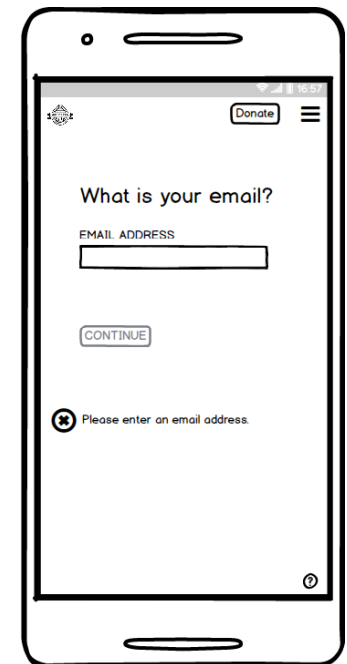 16:57
Donate
What is your email?
EMAIL ADDRESS
CONTINUE
Please enter an email address.
?